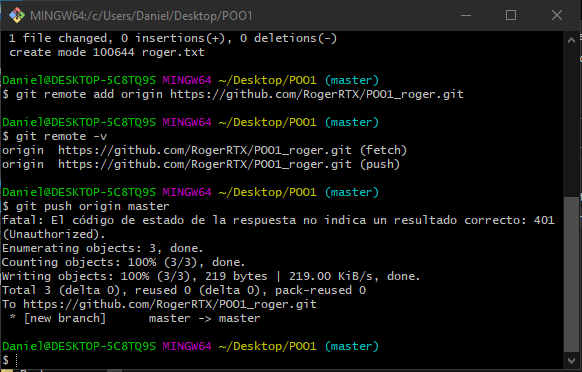 MINGW64:/c/Users/Daniel/Desktop/POO1
1 file changed, 0 insertions(+), 0 deletions(-)
create mode 100644 roger.txt
Daniel@DESKTOP-5C8TQ9S MINGW64 ~/Desktop/POO1 (master)
$ git remote add origin https://github.com/RogerRTX/POO1_roger.git
Daniel@DESKTOP-5C8TQ9S MINGW64 ~/Desktop/POO1 (master)
$ git remote -v
origin  https://github.com/RogerRTX/POO1_roger.git (fetch)
origin  https://github.com/RogerRTX/POO1_roger.git (push)
Daniel@DESKTOP-5C8TQ9S MINGW64 ~/Desktop/POO1 (master)
$ git push origin master
fatal: El código de estado de la respuesta no indica un resultado correcto: 401
(Unauthorized).
Enumerating objects: 3, done.
Counting objects: 100% (3/3), done.
Writing objects: 100% (3/3), 219 bytes | 219.00 KiB/s, done.
Total 3 (delta 0), reused 0 (delta 0), pack-reused 0
To https://github.com/RogerRTX/POO1_roger.git
* [new branch]      master -> master
Daniel@DESKTOP-5C8TQ9S MINGW64 ~/Desktop/POO1 (master)
$